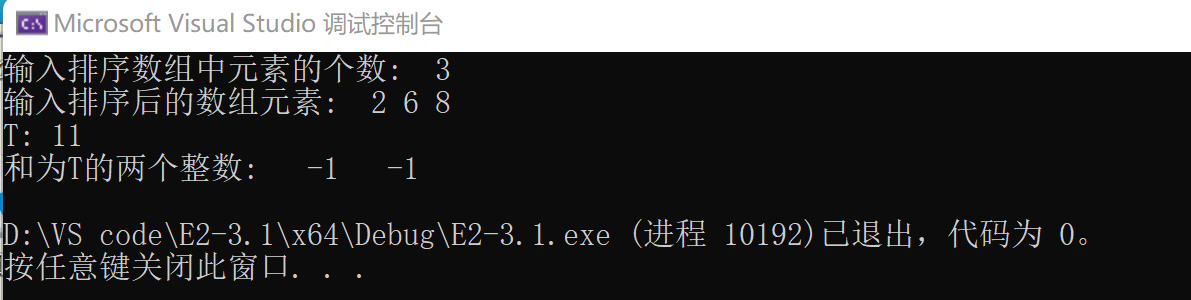 Microsoft Visual Studio 调试控制台
输入排序数组中元素的个数: 3
输入排序后的数组元素: 2 6 8
T: 11
和为T的两个整数: -1 -1
D:\VS code\E2-3.1\x64\Debug\E2-3.1.exe (进程 10192)已退出，代码为 0。
按任意键关闭此窗口. . .